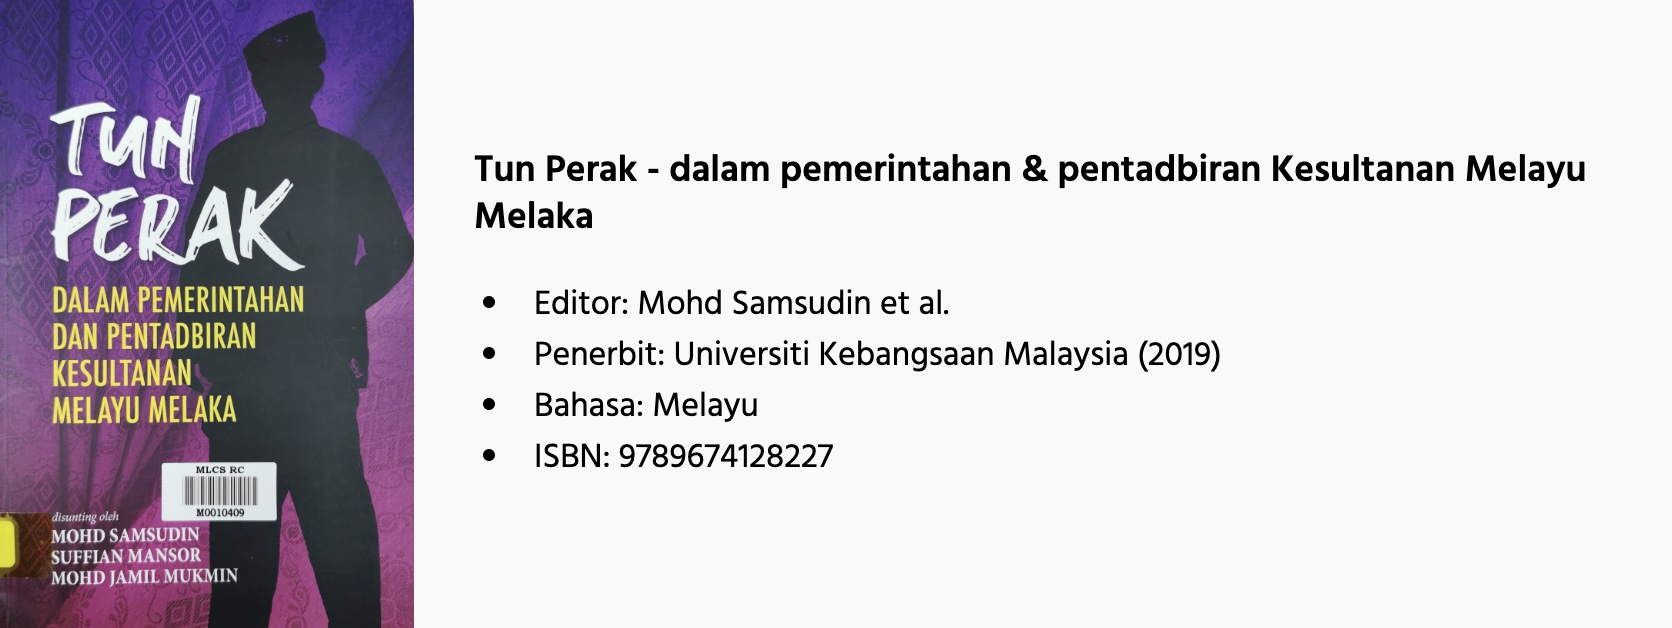 TUN
PERAK
DALAM PEMERINTAHAN
DAN PENTADBIRAN
KESULTANAN
MELAYU MELAKA
MLCS RC
M0010409
disunting oleh
MOHD SAMSUDIN
SUFFIAN MANSOR
MOHD JAMIL MUKMIN
Tun Perak - dalam pemerintahan & pentadbiran Kesultanan Melayu
Melaka
• Editor: Mohd Samsudin et al.
• Penerbit: Universiti Kebangsaan Malaysia (2019)
• Bahasa: Melayu
• ISBN: 9789674128227